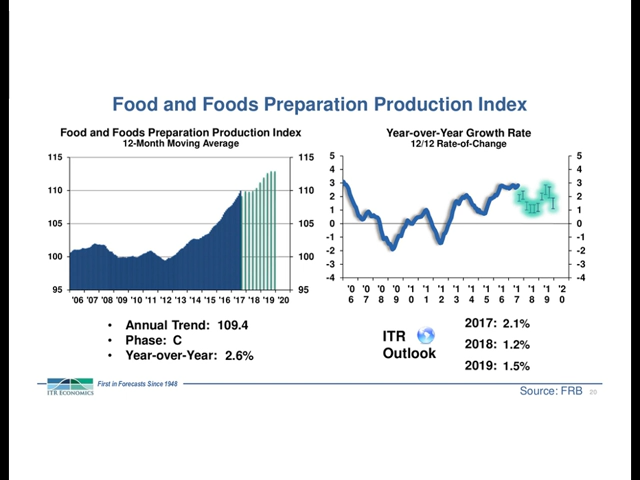 Food and Foods Preparation Production Index
Food and Foods Preparation Production Index
12-Month Moving Average
115 115
110 110
105 105
100 100
95 95
'06 '07 '08 '09 '10 '11 '12 '13 '14 '15 '16 '17 '18 '19 '20
Year-over-Year Growth Rate
12/12 Rate-of-Change
5 5
4 4
3 3
2 2
1 1
0 0
-1 -1
-2 -2
-3 -3
-4 -4
'0 '0 '0 '0 '1 '1 '1 '1 '1 '1 '1 '1 '1 '1 '2
6 7 8 9 0 1 2 3 4 5 6 7 8 9 0
• Annual Trend: 109.4
• Phase: C
• Year-over-Year: 2.6%
ITR
Outlook
2017: 2.1%
2018: 1.2%
2019: 1.5%
ITR ECONOMICS
First in Forecasts Since 1948
Source: FRB
20